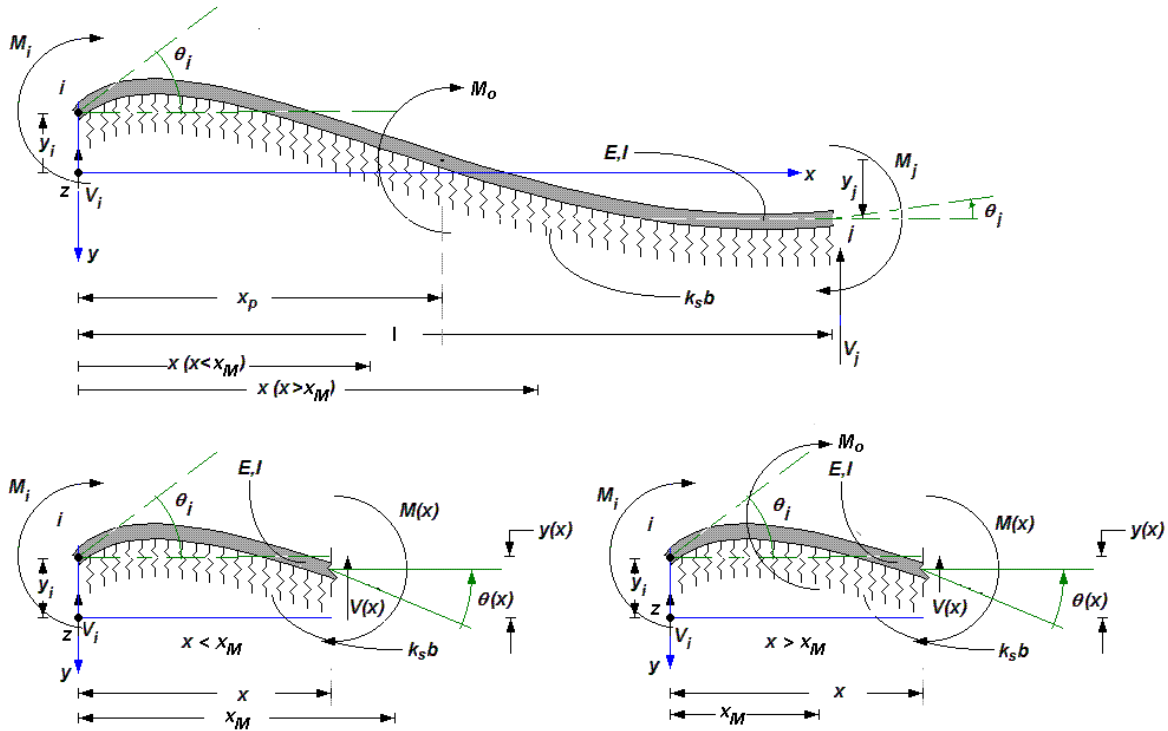 M_i
θ_i
M_o
i
y_i
E,I
M_j
x
y_j
z
V_i
θ_i
i
y
x_p
k_s b
l
V_j
x (x<x_M)
x (x>x_M)
E,I
M_i
θ_i
M(x)
y(x)
i
y_i
θ(x)
V(x)
z
V_i
x < x_M
k_s b
y
x
x_M
M_o
E,I
M_i
θ_i
M(x)
y(x)
i
y_i
θ(x)
V(x)
z
V_i
x > x_M
k_s b
y
x
x_M